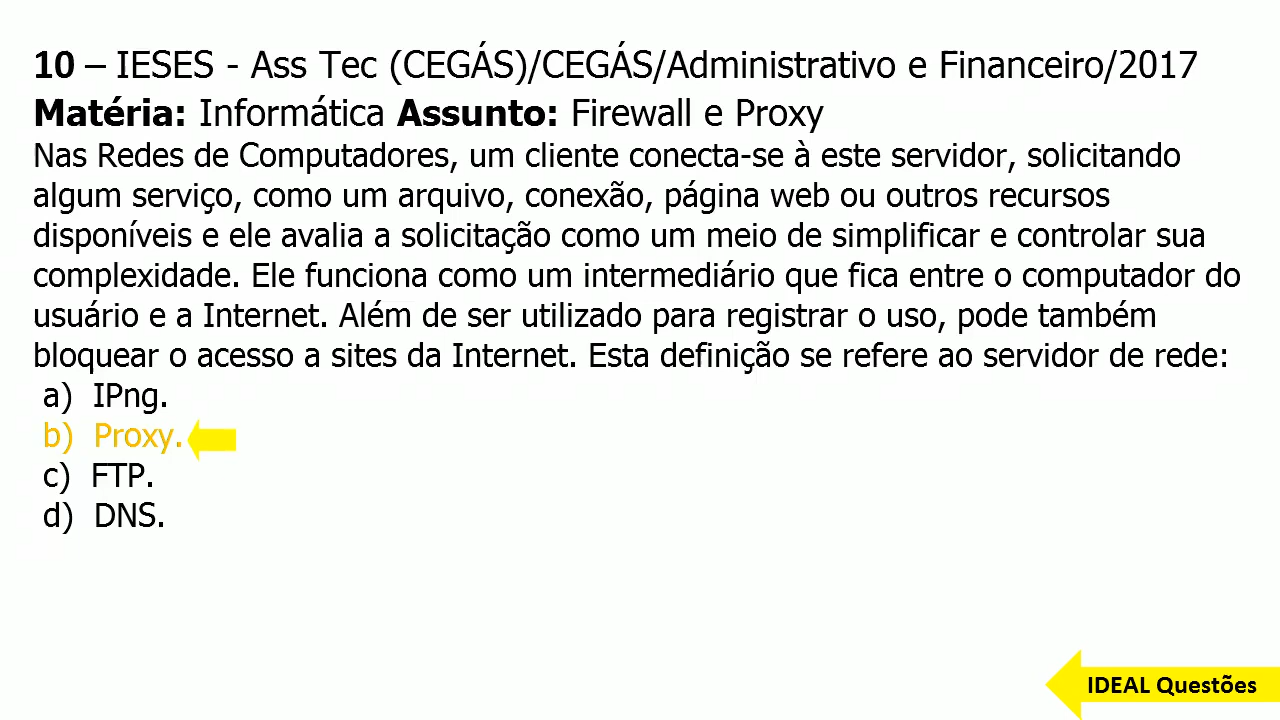 10 – IESES - Ass Tec (CEGÁS)/CEGÁS/Administrativo e Financeiro/2017
Matéria: Informática Assunto: Firewall e Proxy
Nas Redes de Computadores, um cliente conecta-se à este servidor, solicitando
algum serviço, como um arquivo, conexão, página web ou outros recursos
disponíveis e ele avalia a solicitação como um meio de simplificar e controlar sua
complexidade. Ele funciona como um intermediário que fica entre o computador do
usuário e a Internet. Além de ser utilizado para registrar o uso, pode também
bloquear o acesso a sites da Internet. Esta definição se refere ao servidor de rede:
a) IPng.
b) Proxy.
c) FTP.
d) DNS.
IDEAL Questões